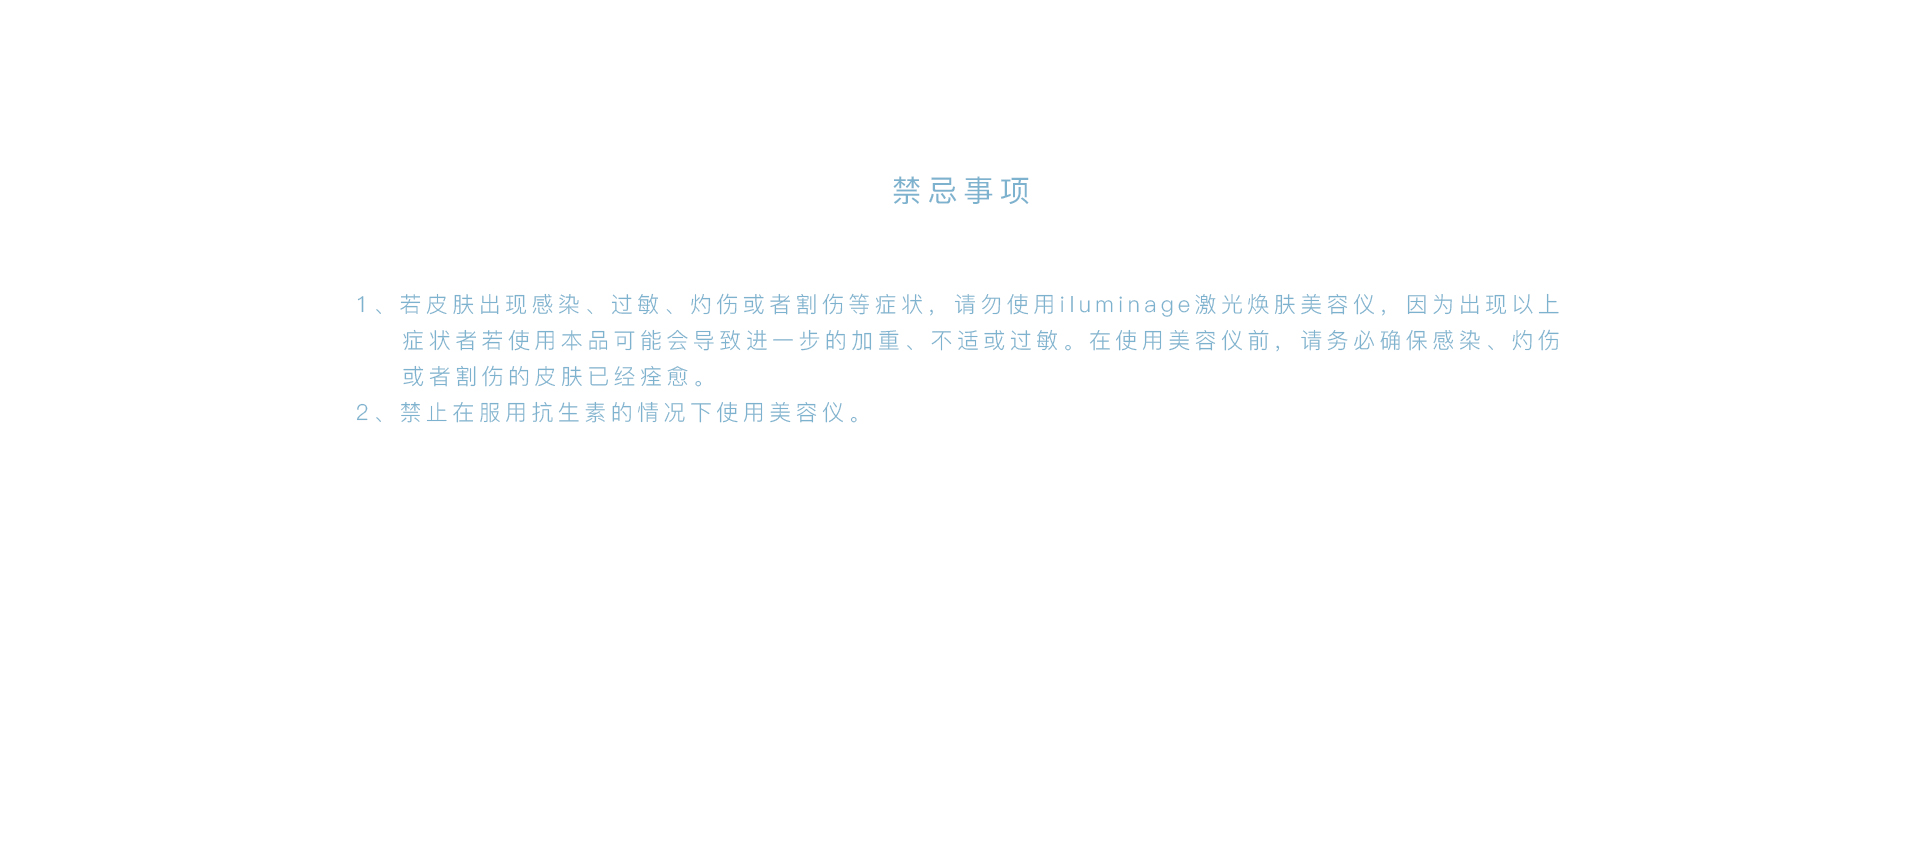 禁忌事项
1、若皮肤出现感染、过敏、灼伤或者割伤等症状，请勿使用iluminage激光焕肤美容仪，因为出现以上
症状者若使用本品可能会导致进一步的加重、不适或过敏。在使用美容仪前，请务必确保感染、灼伤
或者割伤的皮肤已经痊愈。
2、禁止在服用抗生素的情况下使用美容仪。